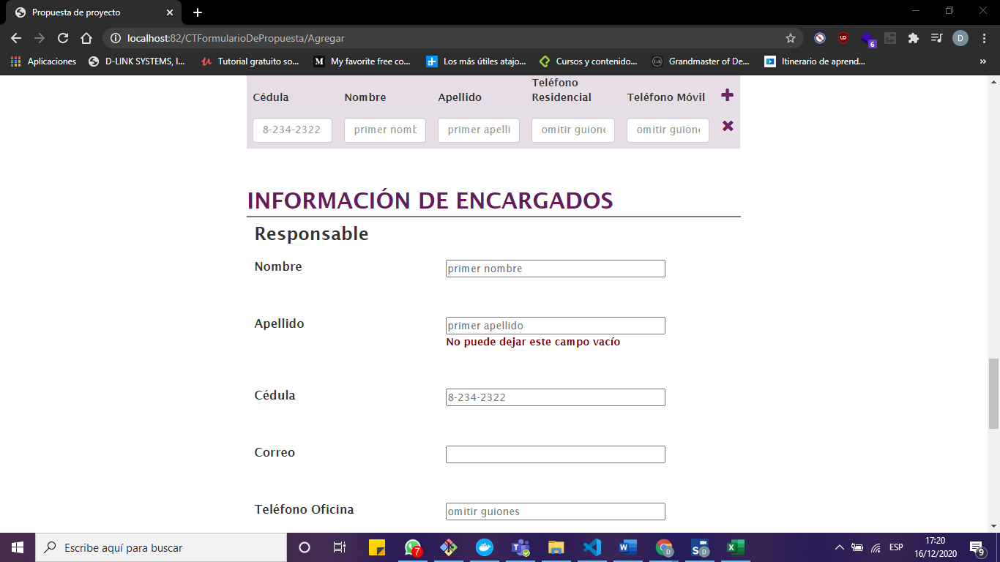 Propuesta de proyecto
localhost:82/CTFormularioDePropuesta/Agregar
6
D
Aplicaciones
D-LINK SYSTEMS, I...
Tutorial gratuito so...
My favorite free co...
Los más útiles atajo...
Cursos y contenido...
Grandmaster of De...
Itinerario de aprend...
»
Cédula
Nombre
Apellido
Teléfono
Residencial
Teléfono Móvil
8-234-2322
primer nomb
primer apelli
omitir guione
omitir guione
INFORMACIÓN DE ENCARGADOS
Responsable
Nombre
primer nombre
Apellido
primer apellido
No puede dejar este campo vacío
Cédula
8-234-2322
Correo
Teléfono Oficina
omitir guiones
Escribe aquí para buscar
7
ESP
17:20
16/12/2020
9